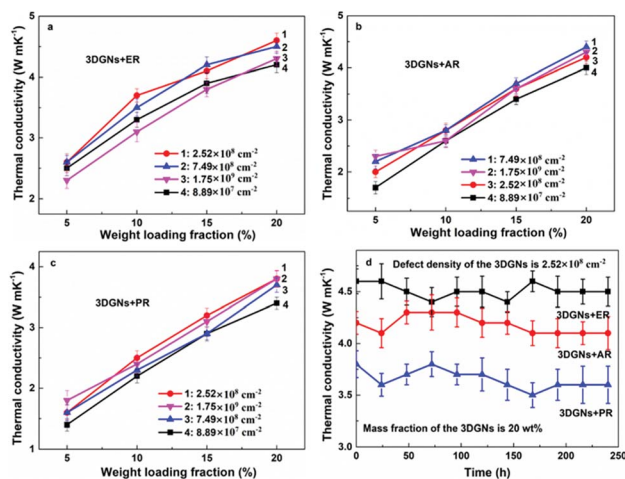 a
3DGNs+ER
Thermal conductivity (W mK⁻¹)
4
3
2
1
2
3
4
1: 2.52×10⁸ cm⁻²
2: 7.49×10⁸ cm⁻²
3: 1.75×10⁹ cm⁻²
4: 8.89×10⁷ cm⁻²
5 10 15 20
Weight loading fraction (%)
b
3DGNs+AR
Thermal conductivity (W mK⁻¹)
4
3
2
1
2
3
4
1: 7.49×10⁸ cm⁻²
2: 1.75×10⁹ cm⁻²
3: 2.52×10⁸ cm⁻²
4: 8.89×10⁷ cm⁻²
5 10 15 20
Weight loading fraction (%)
c
3DGNs+PR
Thermal conductivity (W mK⁻¹)
4
3
2
1
1
2
3
4
1: 2.52×10⁸ cm⁻²
2: 1.75×10⁹ cm⁻²
3: 7.49×10⁸ cm⁻²
4: 8.89×10⁷ cm⁻²
5 10 15 20
Weight loading fraction (%)
d
Defect density of the 3DGNs is 2.52×10⁸ cm⁻²
Thermal conductivity (W mK⁻¹)
4.5
4.0
3.5
3.0
3DGNs+ER
3DGNs+AR
3DGNs+PR
Mass fraction of the 3DGNs is 20 wt%
0 50 100 150 200 250
Time (h)